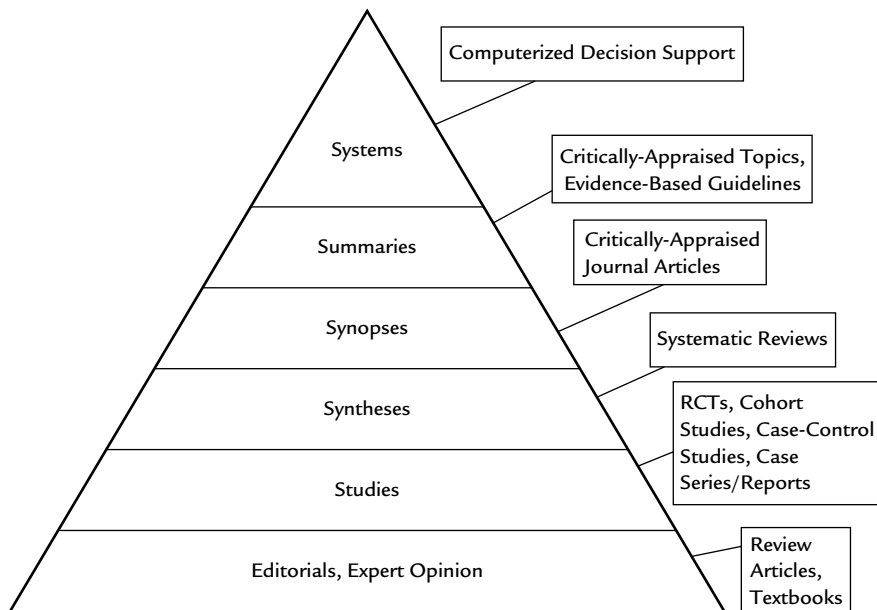 Computerized Decision Support
Systems
Critically-Appraised Topics,
Evidence-Based Guidelines
Summaries
Critically-Appraised
Journal Articles
Synopses
Systematic Reviews
Syntheses
RCTs, Cohort
Studies, Case-Control
Studies, Case
Series/Reports
Studies
Editorials, Expert Opinion
Review
Articles,
Textbooks